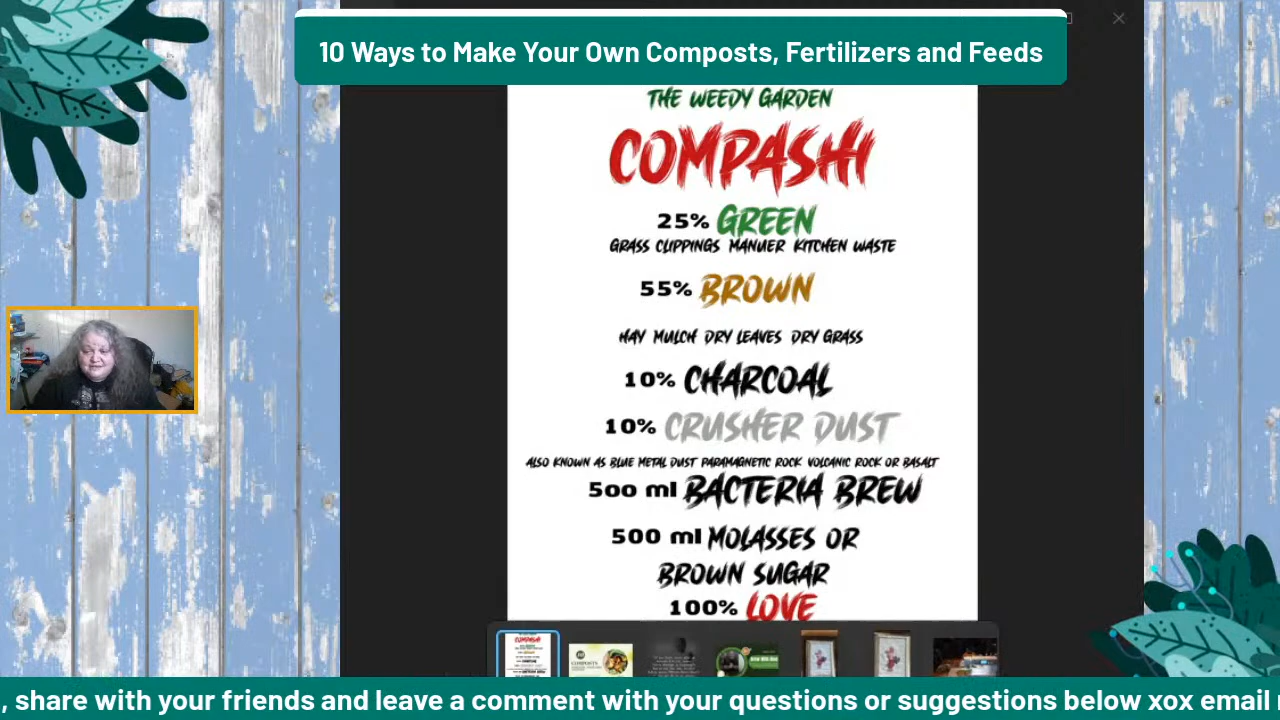 10 Ways to Make Your Own Composts, Fertilizers and Feeds
THE WEEDY GARDEN
COMPASHI
25% GREEN
GRASS CLIPPINGS MANUER KITCHEN WASTE
55% BROWN
HAY MULCH DRY LEAVES DRY GRASS
10% CHARCOAL
10% CRUSHER DUST
ALSO KNOWN AS BLUE METAL DUST PARAMAGNETIC ROCK VOLCANIC ROCK OR BASALT
500 ml BACTERIA BREW
500 ml MOLASSES OR
BROWN SUGAR
100% LOVE
, share with your friends and leave a comment with your questions or suggestions below xox email